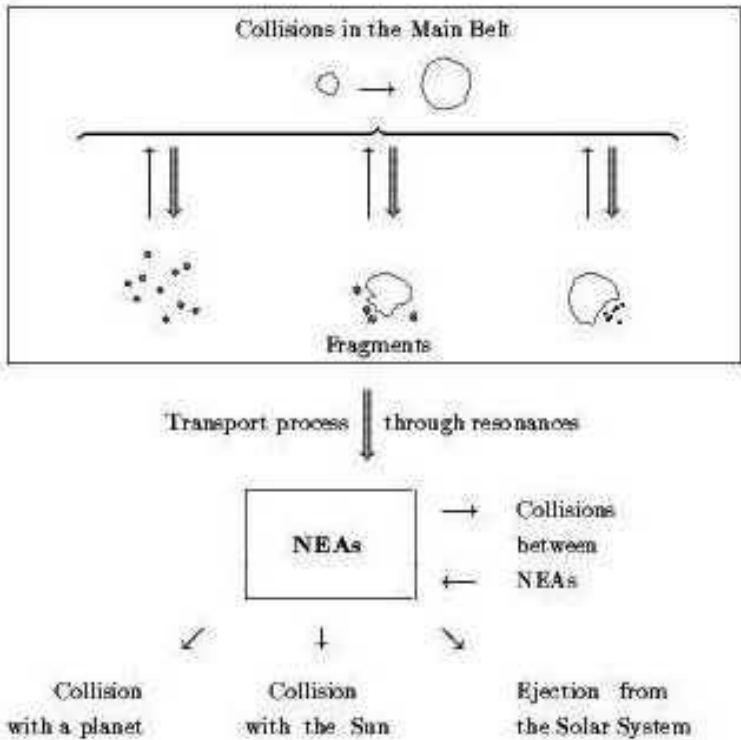 Collisions in the Main Belt
Fragments
Transport process through resonances
NEAs
Collisions
between
NEAs
Collision
with a planet
Collision
with the Sun
Ejection from
the Solar System